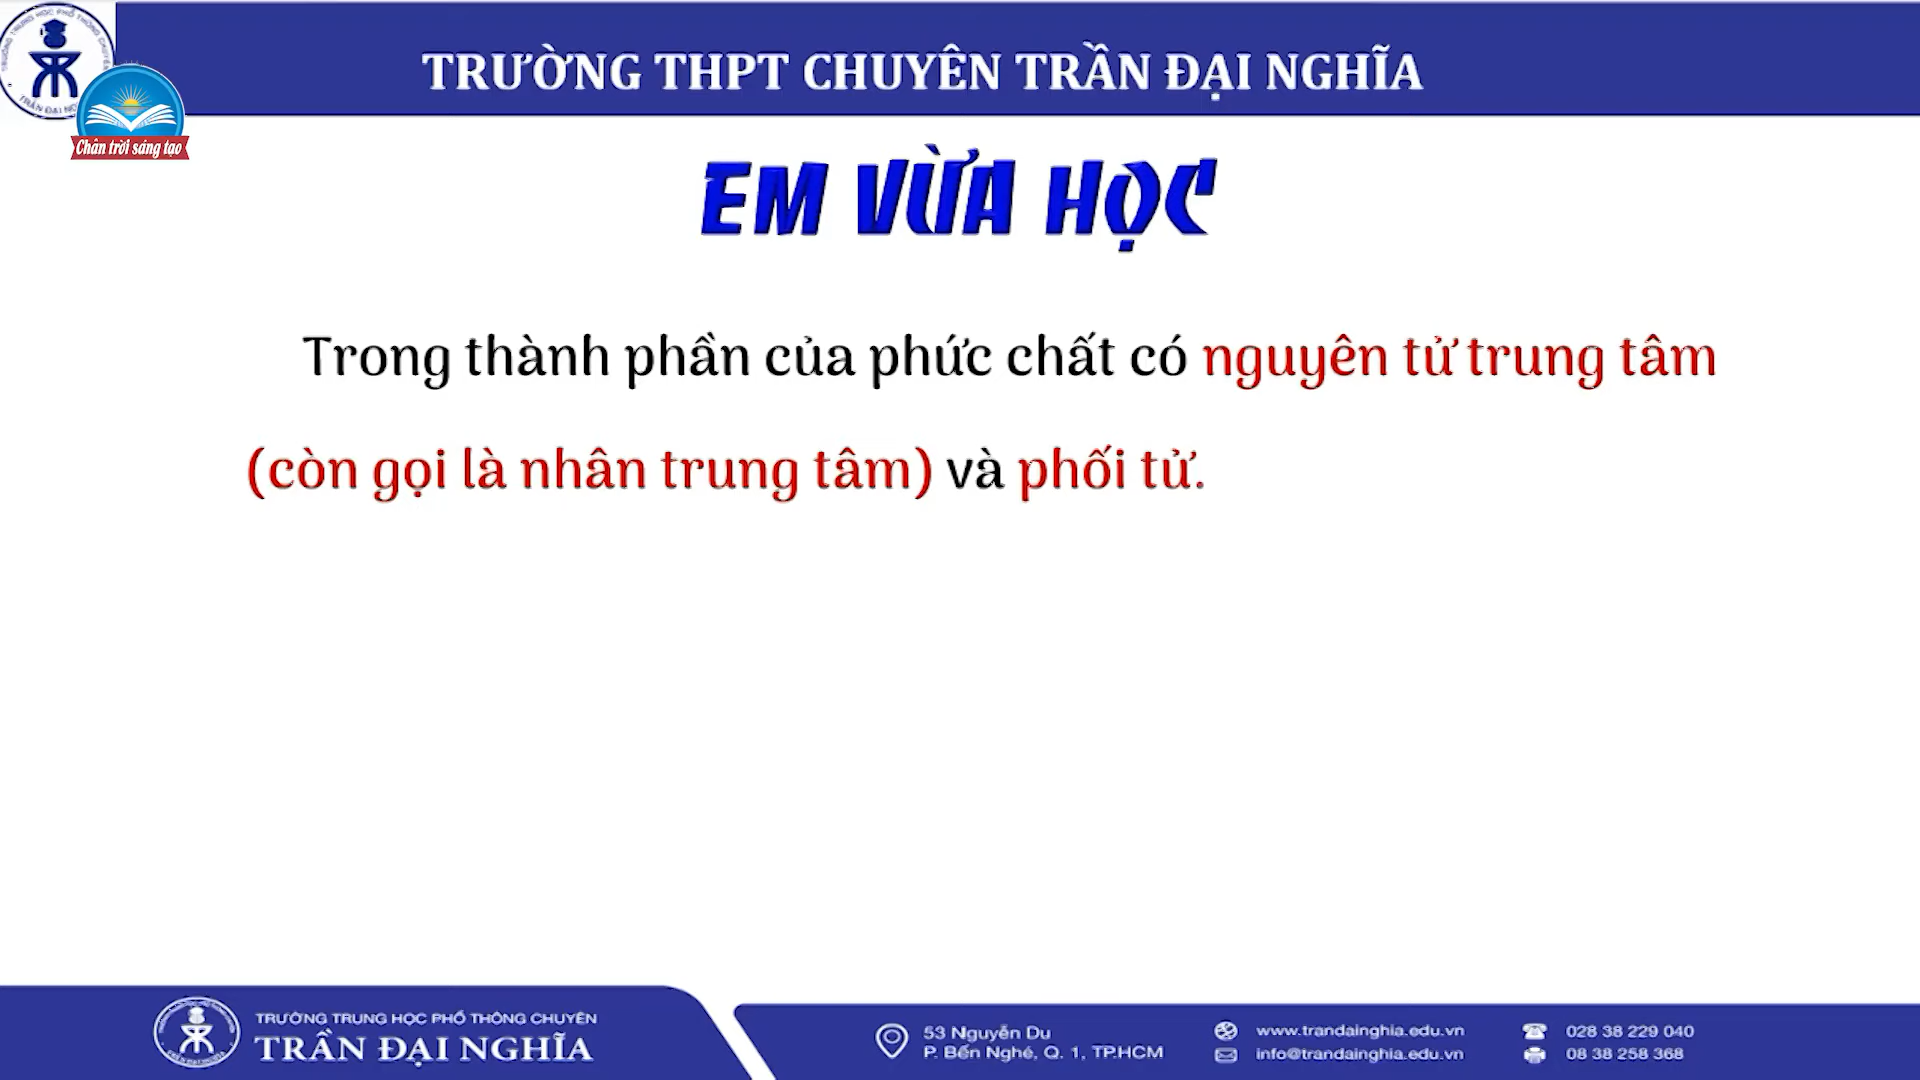 TRƯỜNG THPT CHUYÊN TRẦN ĐẠI NGHĨA
Chân trời sáng tạo
EM VỪA HỌC
Trong thành phần của phức chất có nguyên tử trung tâm
(còn gọi là nhân trung tâm) và phối tử.
TRƯỜNG TRUNG HỌC PHỔ THÔNG CHUYÊN
TRẦN ĐẠI NGHĨA
53 Nguyễn Du
P. Bến Nghé, Q. 1, TP.HCM
www.trandainghia.edu.vn
info@trandainghia.edu.vn
028 38 229 040
08 38 258 368